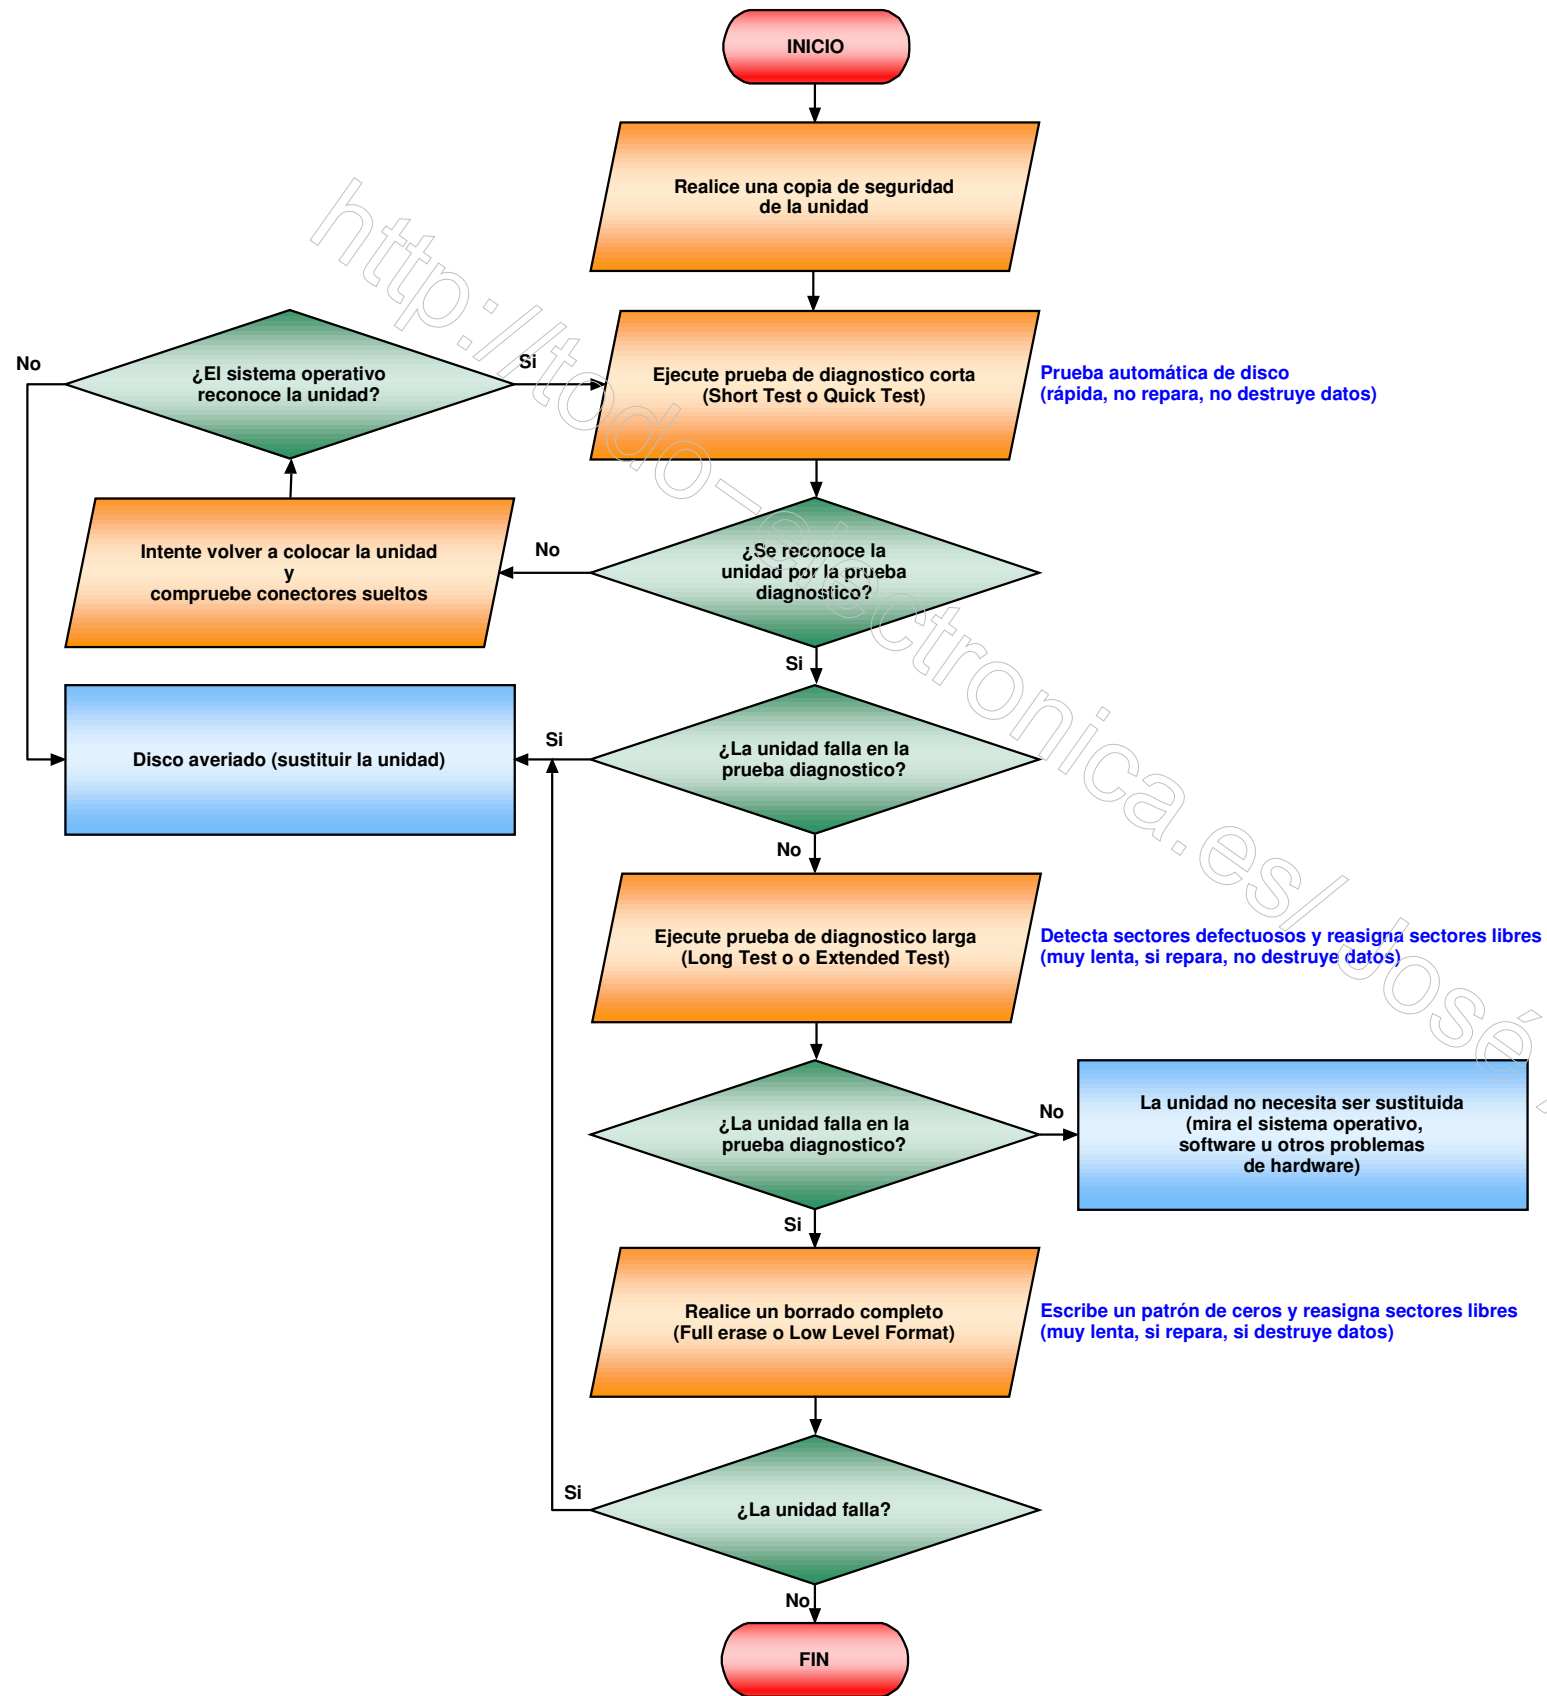 INICIO
Realice una copia de seguridad
de la unidad
¿El sistema operativo
reconoce la unidad?
No
Si
Ejecute prueba de diagnostico corta
(Short Test o Quick Test)
Prueba automática de disco
(rápida, no repara, no destruye datos)
Intente volver a colocar la unidad
y
compruebe conectores sueltos
No
¿Se reconoce la
unidad por la prueba
diagnostico?
Si
Disco averiado (sustituir la unidad)
Si
¿La unidad falla en la
prueba diagnostico?
No
Ejecute prueba de diagnostico larga
(Long Test o o Extended Test)
Detecta sectores defectuosos y reasigna sectores libres
(muy lenta, si repara, no destruye datos)
¿La unidad falla en la
prueba diagnostico?
No
La unidad no necesita ser sustituida
(mira el sistema operativo,
software u otros problemas
de hardware)
Si
Realice un borrado completo
(Full erase o Low Level Format)
Escribe un patrón de ceros y reasigna sectores libres
(muy lenta, si repara, si destruye datos)
Si
¿La unidad falla?
No
FIN
http://todo-electronica.es/ José